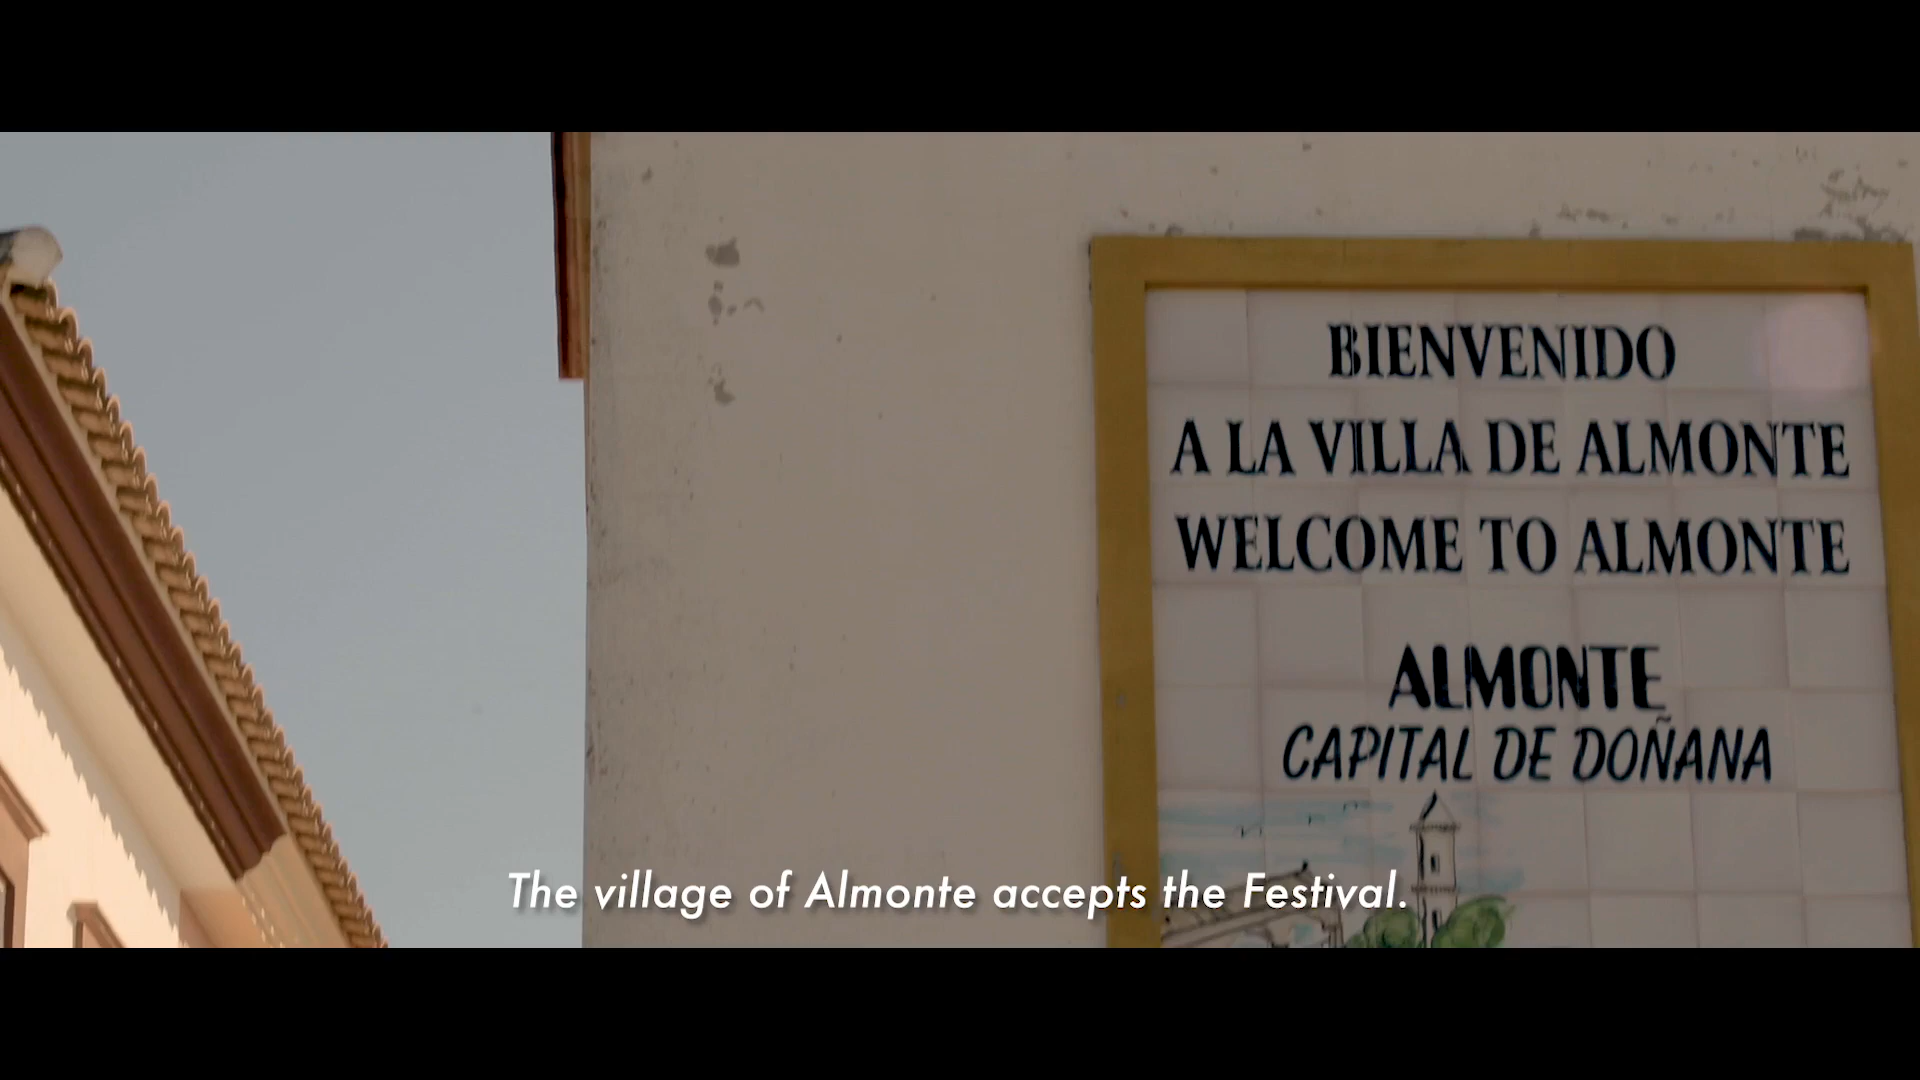 BIENVENIDO
A LA VILLA DE ALMONTE
WELCOME TO ALMONTE
ALMONTE
CAPITAL DE DOÑANA
The village of Almonte accepts the Festival.